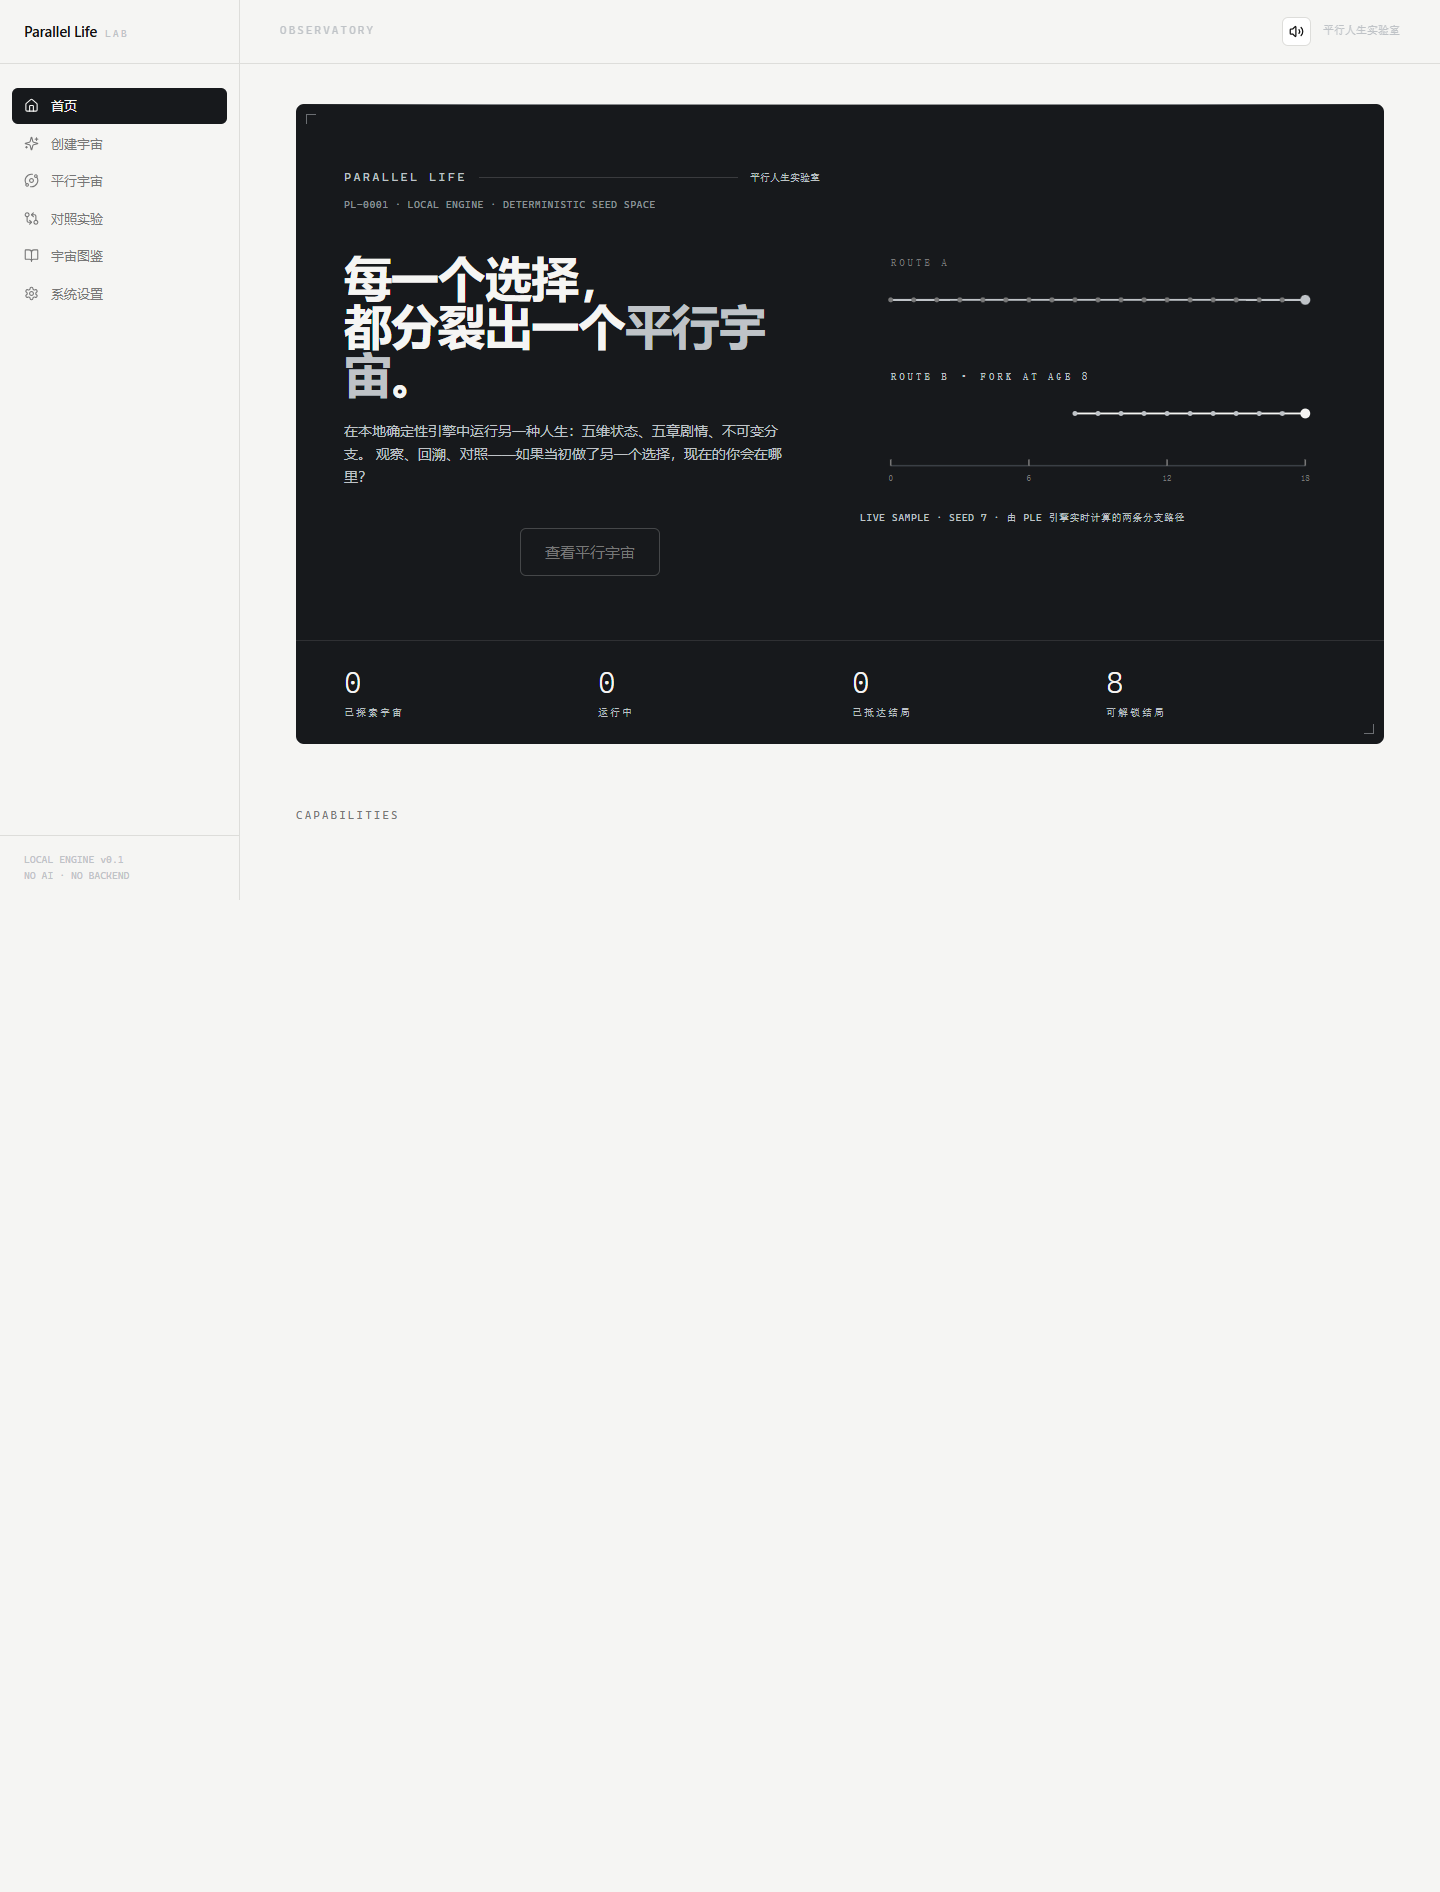 Parallel Life LAB
OBSERVATORY
平行人生实验室
首页
创建宇宙
平行宇宙
对照实验
宇宙图鉴
系统设置
LOCAL ENGINE v0.1
NO AI · NO BACKEND
PARALLEL LIFE
平行人生实验室
PL-0001 · LOCAL ENGINE · DETERMINISTIC SEED SPACE
每一个选择，
都分裂出一个平行宇
宙。
在本地确定性引擎中运行另一种人生：五维状态、五章剧情、不可变分
支。 观察、回溯、对照——如果当初做了另一个选择，现在的你会在哪
里？
查看平行宇宙
ROUTE A
ROUTE B · FORK AT AGE 8
0 6 12 18
LIVE SAMPLE · SEED 7 · 由 PLE 引擎实时计算的两条分支路径
0
已探索宇宙
0
运行中
0
已抵达结局
8
可解锁结局
CAPABILITIES